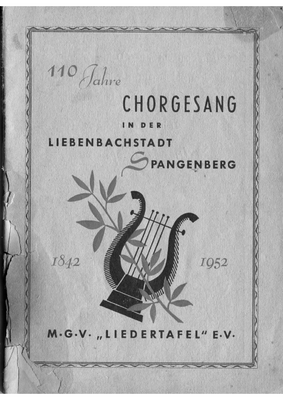 110 Jahre
CHORGESANG
IN DER
LIEBENBACHSTADT
SPANGENBERG
1842 1952
M·G·V· „LIEDERTAFEL" E·V·